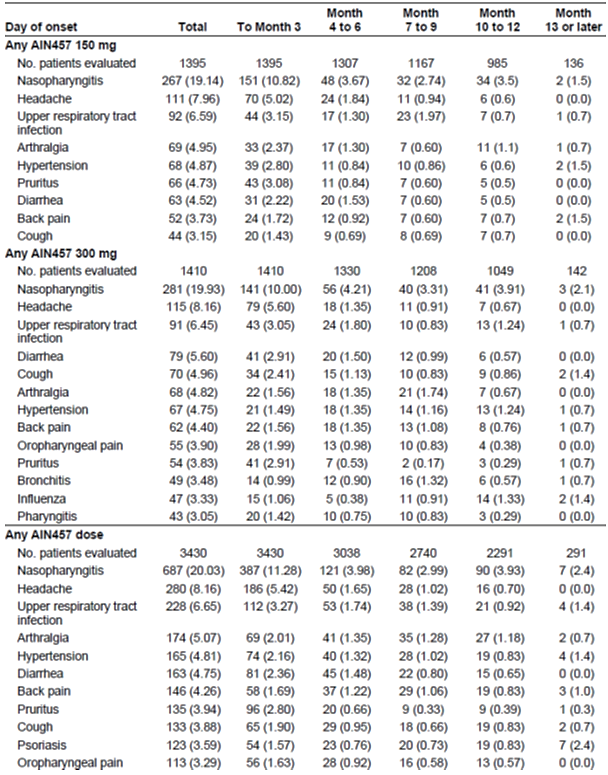 Month Month Month Month
Day of onset Total To Month 3 4 to 6 7 to 9 10 to 12 13 or later
Any AIN457 150 mg
No. patients evaluated 1395 1395 1307 1167 985 136
Nasopharyngitis 267 (19.14) 151 (10.82) 48 (3.67) 32 (2.74) 34 (3.5) 2 (1.5)
Headache 111 (7.96) 70 (5.02) 24 (1.84) 11 (0.94) 6 (0.6) 0 (0.0)
Upper respiratory tract 92 (6.59) 44 (3.15) 17 (1.30) 23 (1.97) 7 (0.7) 1 (0.7)
infection
Arthralgia 69 (4.95) 33 (2.37) 17 (1.30) 7 (0.60) 11 (1.1) 1 (0.7)
Hypertension 68 (4.87) 39 (2.80) 11 (0.84) 10 (0.86) 6 (0.6) 2 (1.5)
Pruritus 66 (4.73) 43 (3.08) 11 (0.84) 7 (0.60) 5 (0.5) 0 (0.0)
Diarrhea 63 (4.52) 31 (2.22) 20 (1.53) 7 (0.60) 5 (0.5) 0 (0.0)
Back pain 52 (3.73) 24 (1.72) 12 (0.92) 7 (0.60) 7 (0.7) 2 (1.5)
Cough 44 (3.15) 20 (1.43) 9 (0.69) 8 (0.69) 7 (0.7) 0 (0.0)
Any AIN457 300 mg
No. patients evaluated 1410 1410 1330 1208 1049 142
Nasopharyngitis 281 (19.93) 141 (10.00) 56 (4.21) 40 (3.31) 41 (3.91) 3 (2.1)
Headache 115 (8.16) 79 (5.60) 18 (1.35) 11 (0.91) 7 (0.67) 0 (0.0)
Upper respiratory tract 91 (6.45) 43 (3.05) 24 (1.80) 10 (0.83) 13 (1.24) 1 (0.7)
infection
Diarrhea 79 (5.60) 41 (2.91) 20 (1.50) 12 (0.99) 6 (0.57) 0 (0.0)
Cough 70 (4.96) 34 (2.41) 15 (1.13) 10 (0.83) 9 (0.86) 2 (1.4)
Arthralgia 68 (4.82) 22 (1.56) 18 (1.35) 21 (1.74) 7 (0.67) 0 (0.0)
Hypertension 67 (4.75) 21 (1.49) 18 (1.35) 14 (1.16) 13 (1.24) 1 (0.7)
Back pain 62 (4.40) 22 (1.56) 18 (1.35) 13 (1.08) 8 (0.76) 1 (0.7)
Oropharyngeal pain 55 (3.90) 28 (1.99) 13 (0.98) 10 (0.83) 4 (0.38) 0 (0.0)
Pruritus 54 (3.83) 41 (2.91) 7 (0.53) 2 (0.17) 3 (0.29) 1 (0.7)
Bronchitis 49 (3.48) 14 (0.99) 12 (0.90) 16 (1.32) 6 (0.57) 1 (0.7)
Influenza 47 (3.33) 15 (1.06) 5 (0.38) 11 (0.91) 14 (1.33) 2 (1.4)
Pharyngitis 43 (3.05) 20 (1.42) 10 (0.75) 10 (0.83) 3 (0.29) 0 (0.0)
Any AIN457 dose
No. patients evaluated 3430 3430 3038 2740 2291 291
Nasopharyngitis 687 (20.03) 387 (11.28) 121 (3.98) 82 (2.99) 90 (3.93) 7 (2.4)
Headache 280 (8.16) 186 (5.42) 50 (1.65) 28 (1.02) 16 (0.70) 0 (0.0)
Upper respiratory tract 228 (6.65) 112 (3.27) 53 (1.74) 38 (1.39) 21 (0.92) 4 (1.4)
infection
Arthralgia 174 (5.07) 69 (2.01) 41 (1.35) 35 (1.28) 27 (1.18) 2 (0.7)
Hypertension 165 (4.81) 74 (2.16) 40 (1.32) 28 (1.02) 19 (0.83) 4 (1.4)
Diarrhea 163 (4.75) 81 (2.36) 45 (1.48) 22 (0.80) 15 (0.65) 0 (0.0)
Back pain 146 (4.26) 58 (1.69) 37 (1.22) 29 (1.06) 19 (0.83) 3 (1.0)
Pruritus 135 (3.94) 96 (2.80) 20 (0.66) 9 (0.33) 9 (0.39) 1 (0.3)
Cough 133 (3.88) 65 (1.90) 29 (0.95) 18 (0.66) 19 (0.83) 2 (0.7)
Psoriasis 123 (3.59) 54 (1.57) 23 (0.76) 20 (0.73) 19 (0.83) 7 (2.4)
Oropharyngeal pain 113 (3.29) 56 (1.63) 28 (0.92) 16 (0.58) 13 (0.57) 0 (0.0)